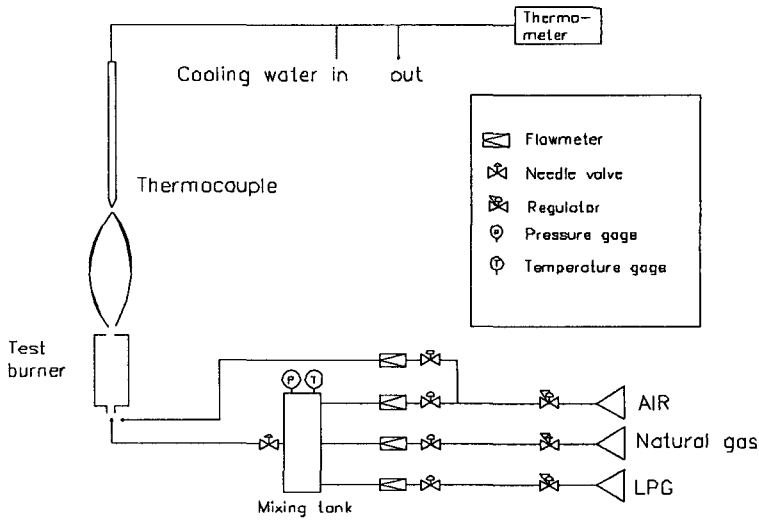 Thermo-
meter
Cooling water in out
Thermocouple
Flowmeter
Needle valve
Regulator
P Pressure gage
T Temperature gage
Test
burner
P T
AIR
Natural gas
LPG
Mixing tank